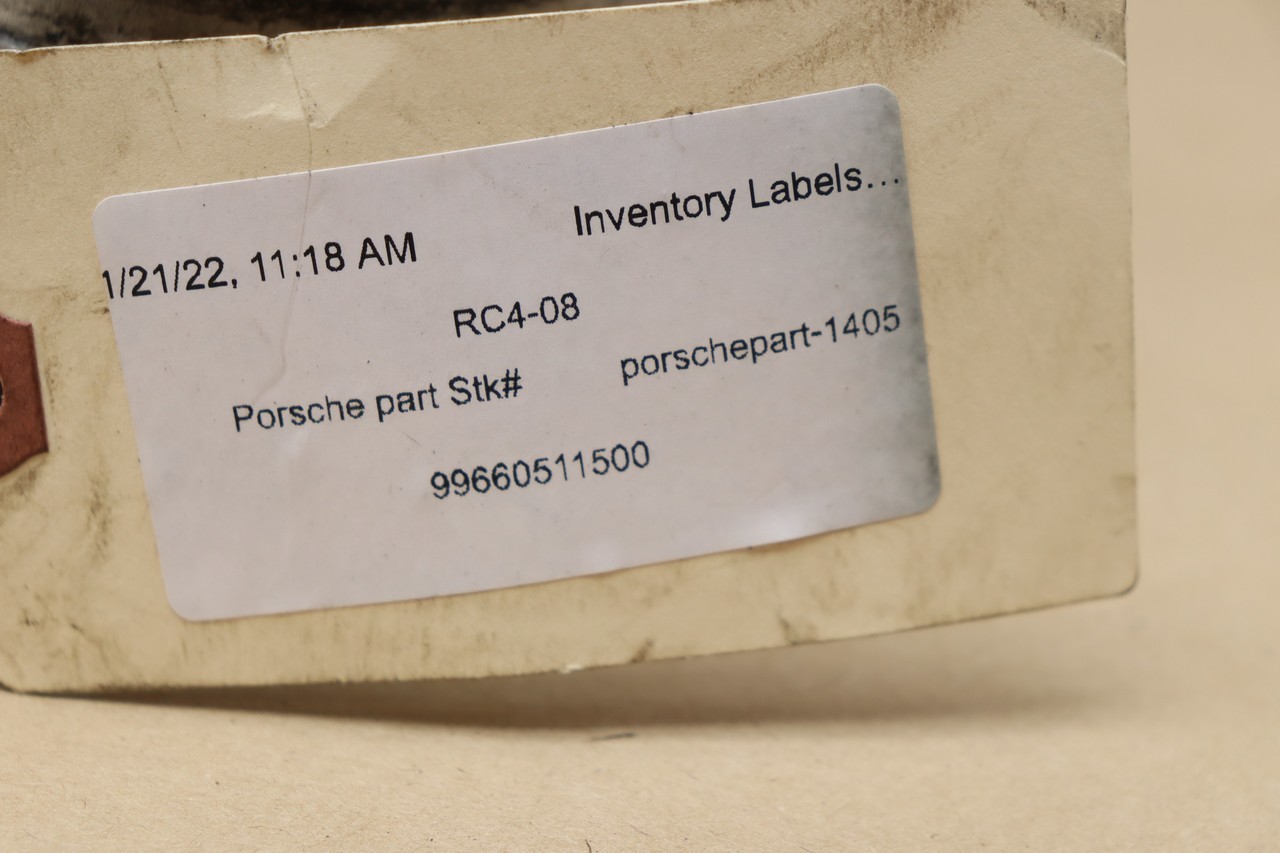 1/21/22, 11:18 AM Inventory Labels...
RC4-08
Porsche part Stk# porschepart-1405
99660511500